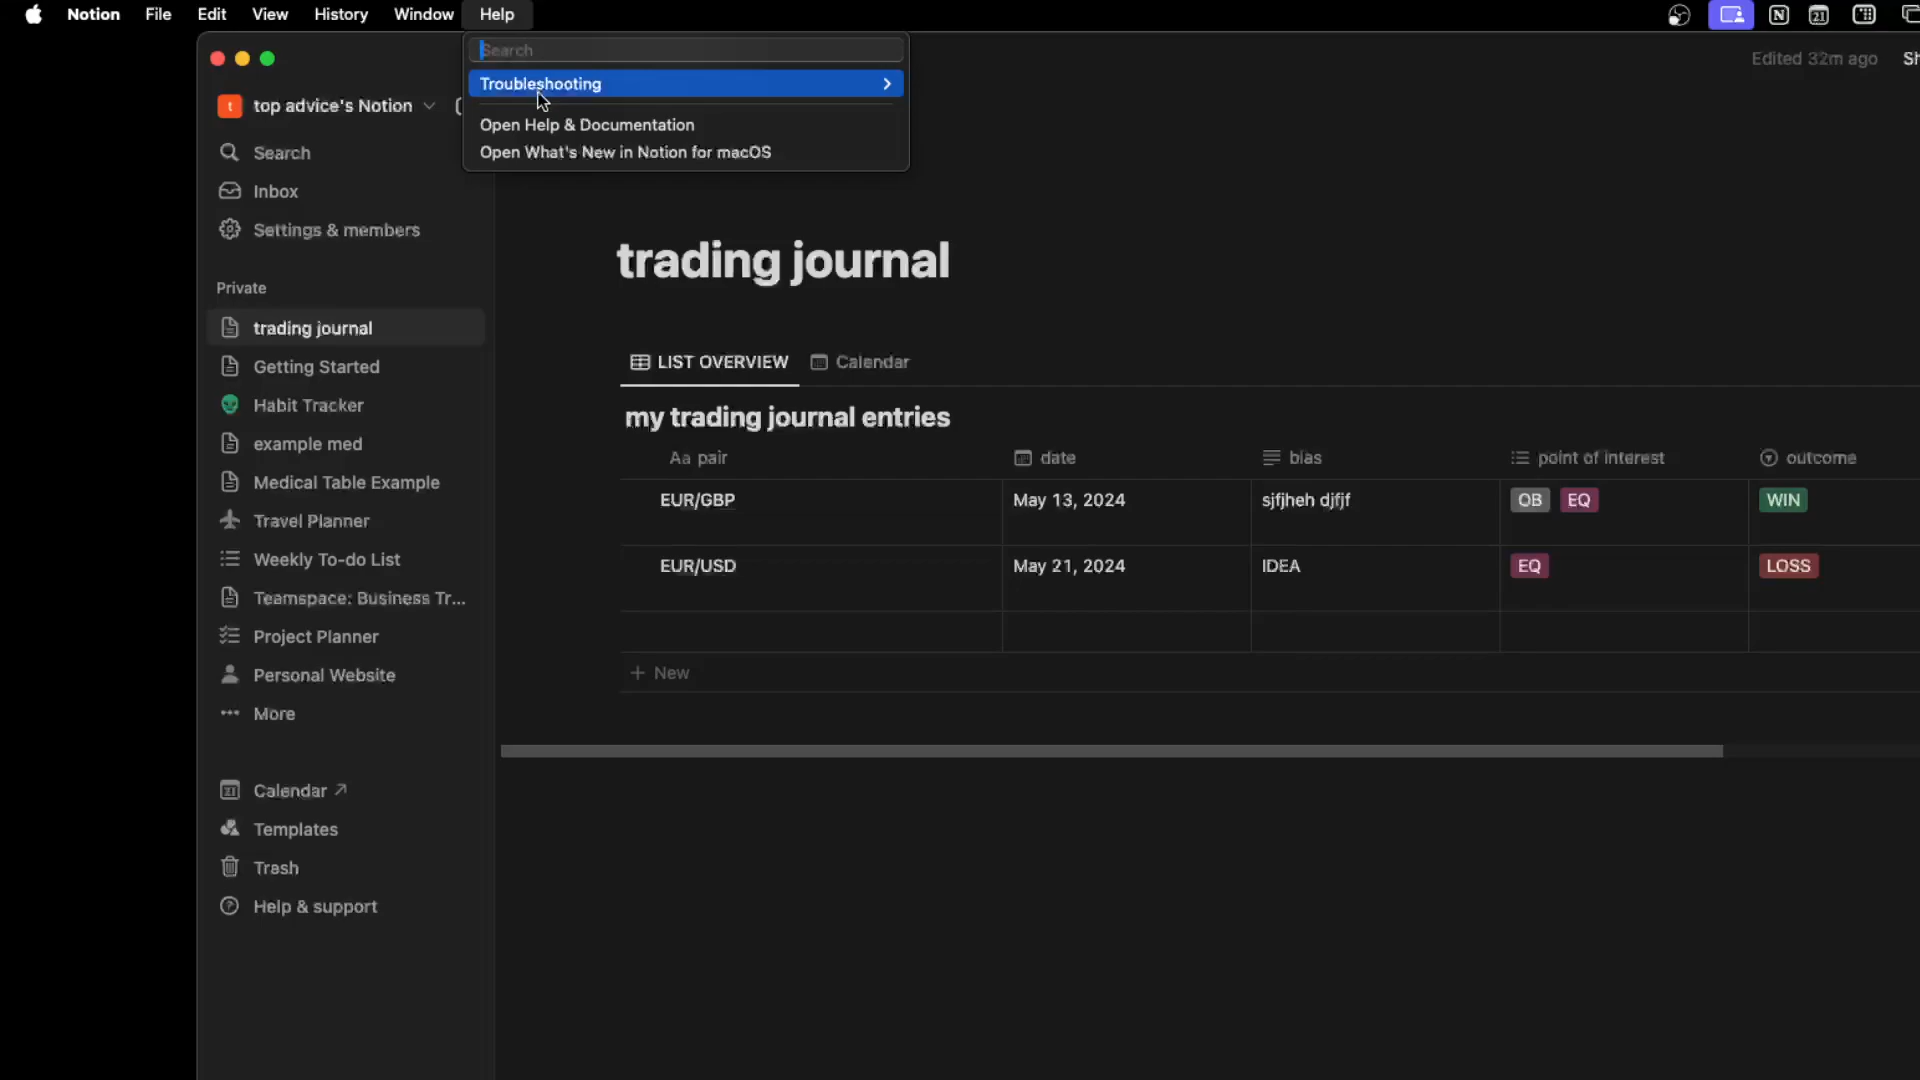 Notion File Edit View History Window Help
Search
Troubleshooting
Open Help & Documentation
Open What's New in Notion for macOS
Edited 32m ago Sh
t top advice's Notion
Search
Inbox
Settings & members
Private
trading journal
Getting Started
Habit Tracker
example med
Medical Table Example
Travel Planner
Weekly To-do List
Teamspace: Business Tr...
Project Planner
Personal Website
More
Calendar ↗
Templates
Trash
Help & support
trading journal
LIST OVERVIEW Calendar
my trading journal entries
Aa pair date bias point of interest outcome
EUR/GBP May 13, 2024 sjfjheh djfjf OB EQ WIN
EUR/USD May 21, 2024 IDEA EQ LOSS
+ New